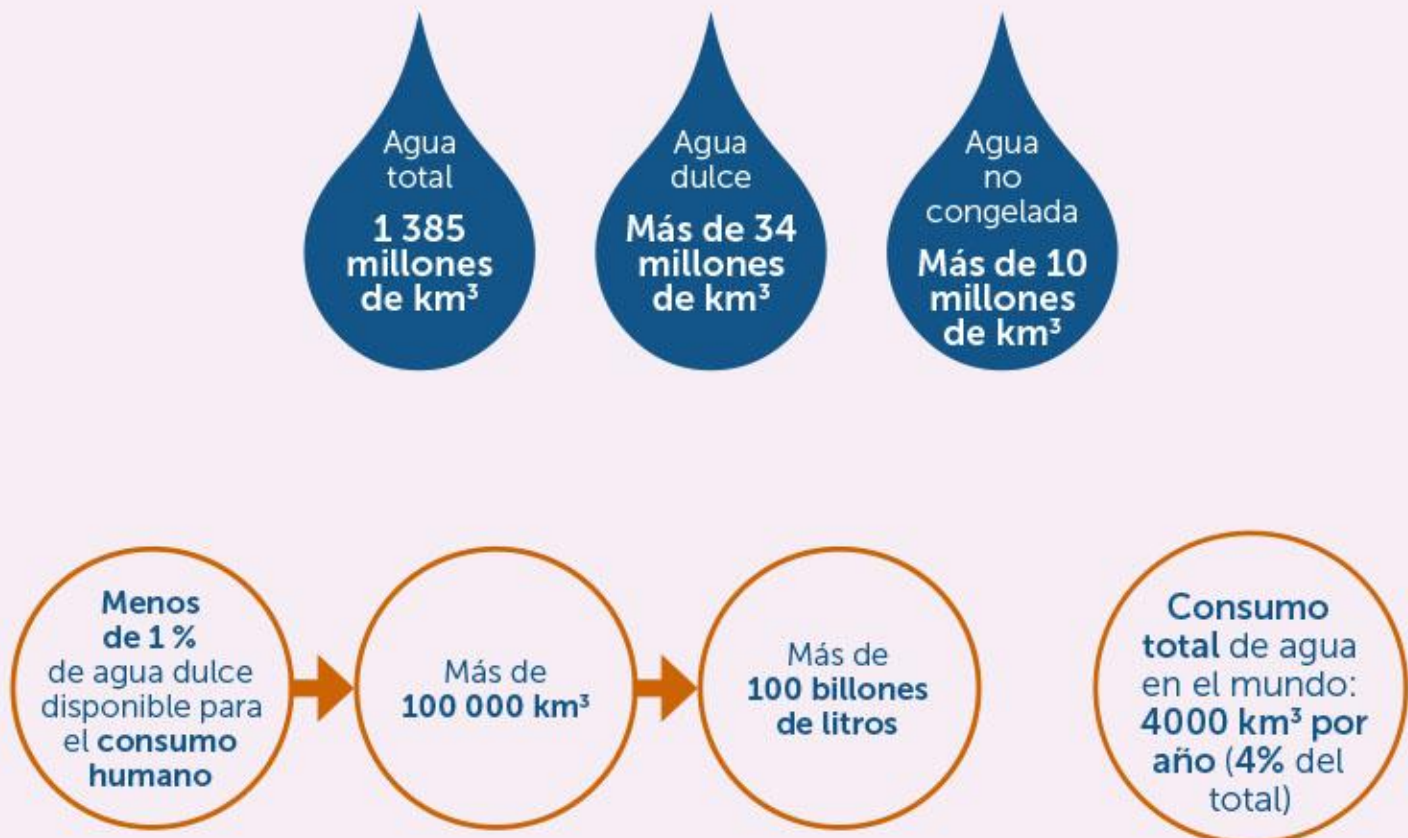 Agua
total
1 385
millones
de km³
Agua
dulce
Más de 34
millones
de km³
Agua
no
congelada
Más de 10
millones
de km³
Menos
de 1 %
de agua dulce
disponible para
el consumo
humano
Más de
100 000 km³
Más de
100 billones
de litros
Consumo
total de agua
en el mundo:
4000 km³ por
año (4% del
total)